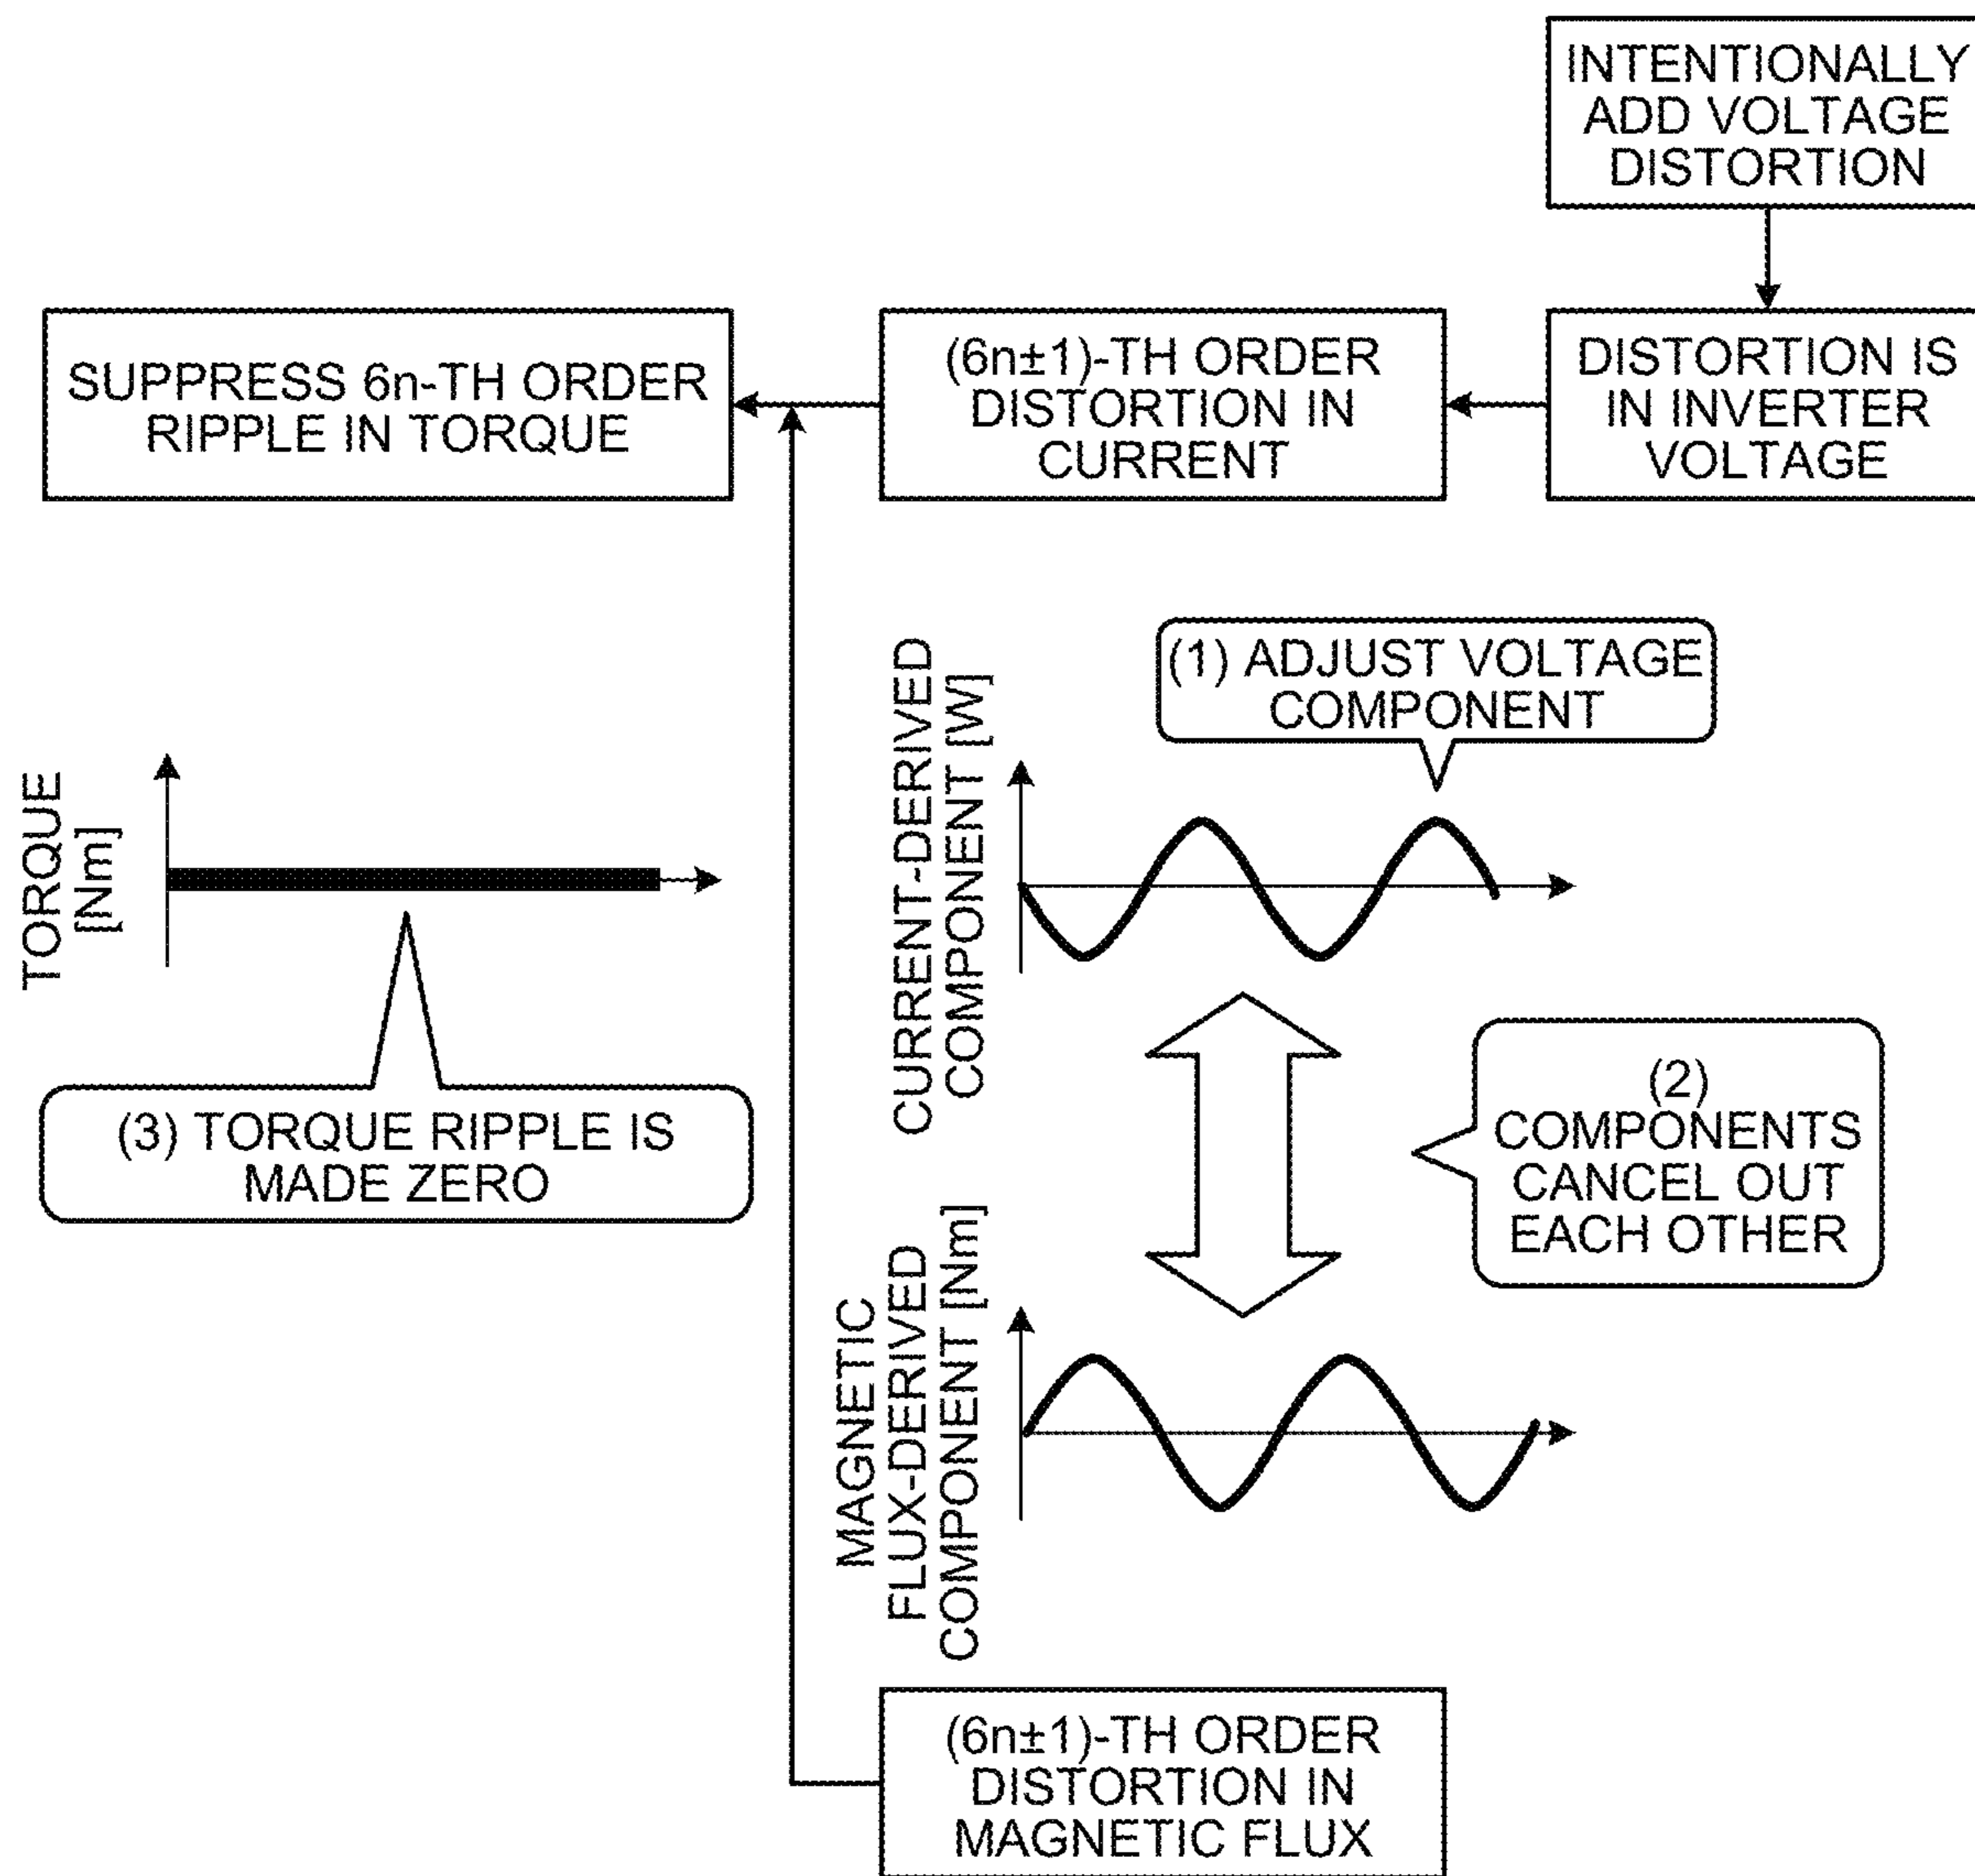 INTENTIONALLY
ADD VOLTAGE
DISTORTION
SUPPRESS 6n-TH ORDER
RIPPLE IN TORQUE
(6n±1)-TH ORDER
DISTORTION IN
CURRENT
DISTORTION IS
IN INVERTER
VOLTAGE
TORQUE
[Nm]
(3) TORQUE RIPPLE IS
MADE ZERO
CURRENT-DERIVED
COMPONENT [W]
(1) ADJUST VOLTAGE
COMPONENT
(2)
COMPONENTS
CANCEL OUT
EACH OTHER
MAGNETIC
FLUX-DERIVED
COMPONENT [Nm]
(6n±1)-TH ORDER
DISTORTION IN
MAGNETIC FLUX